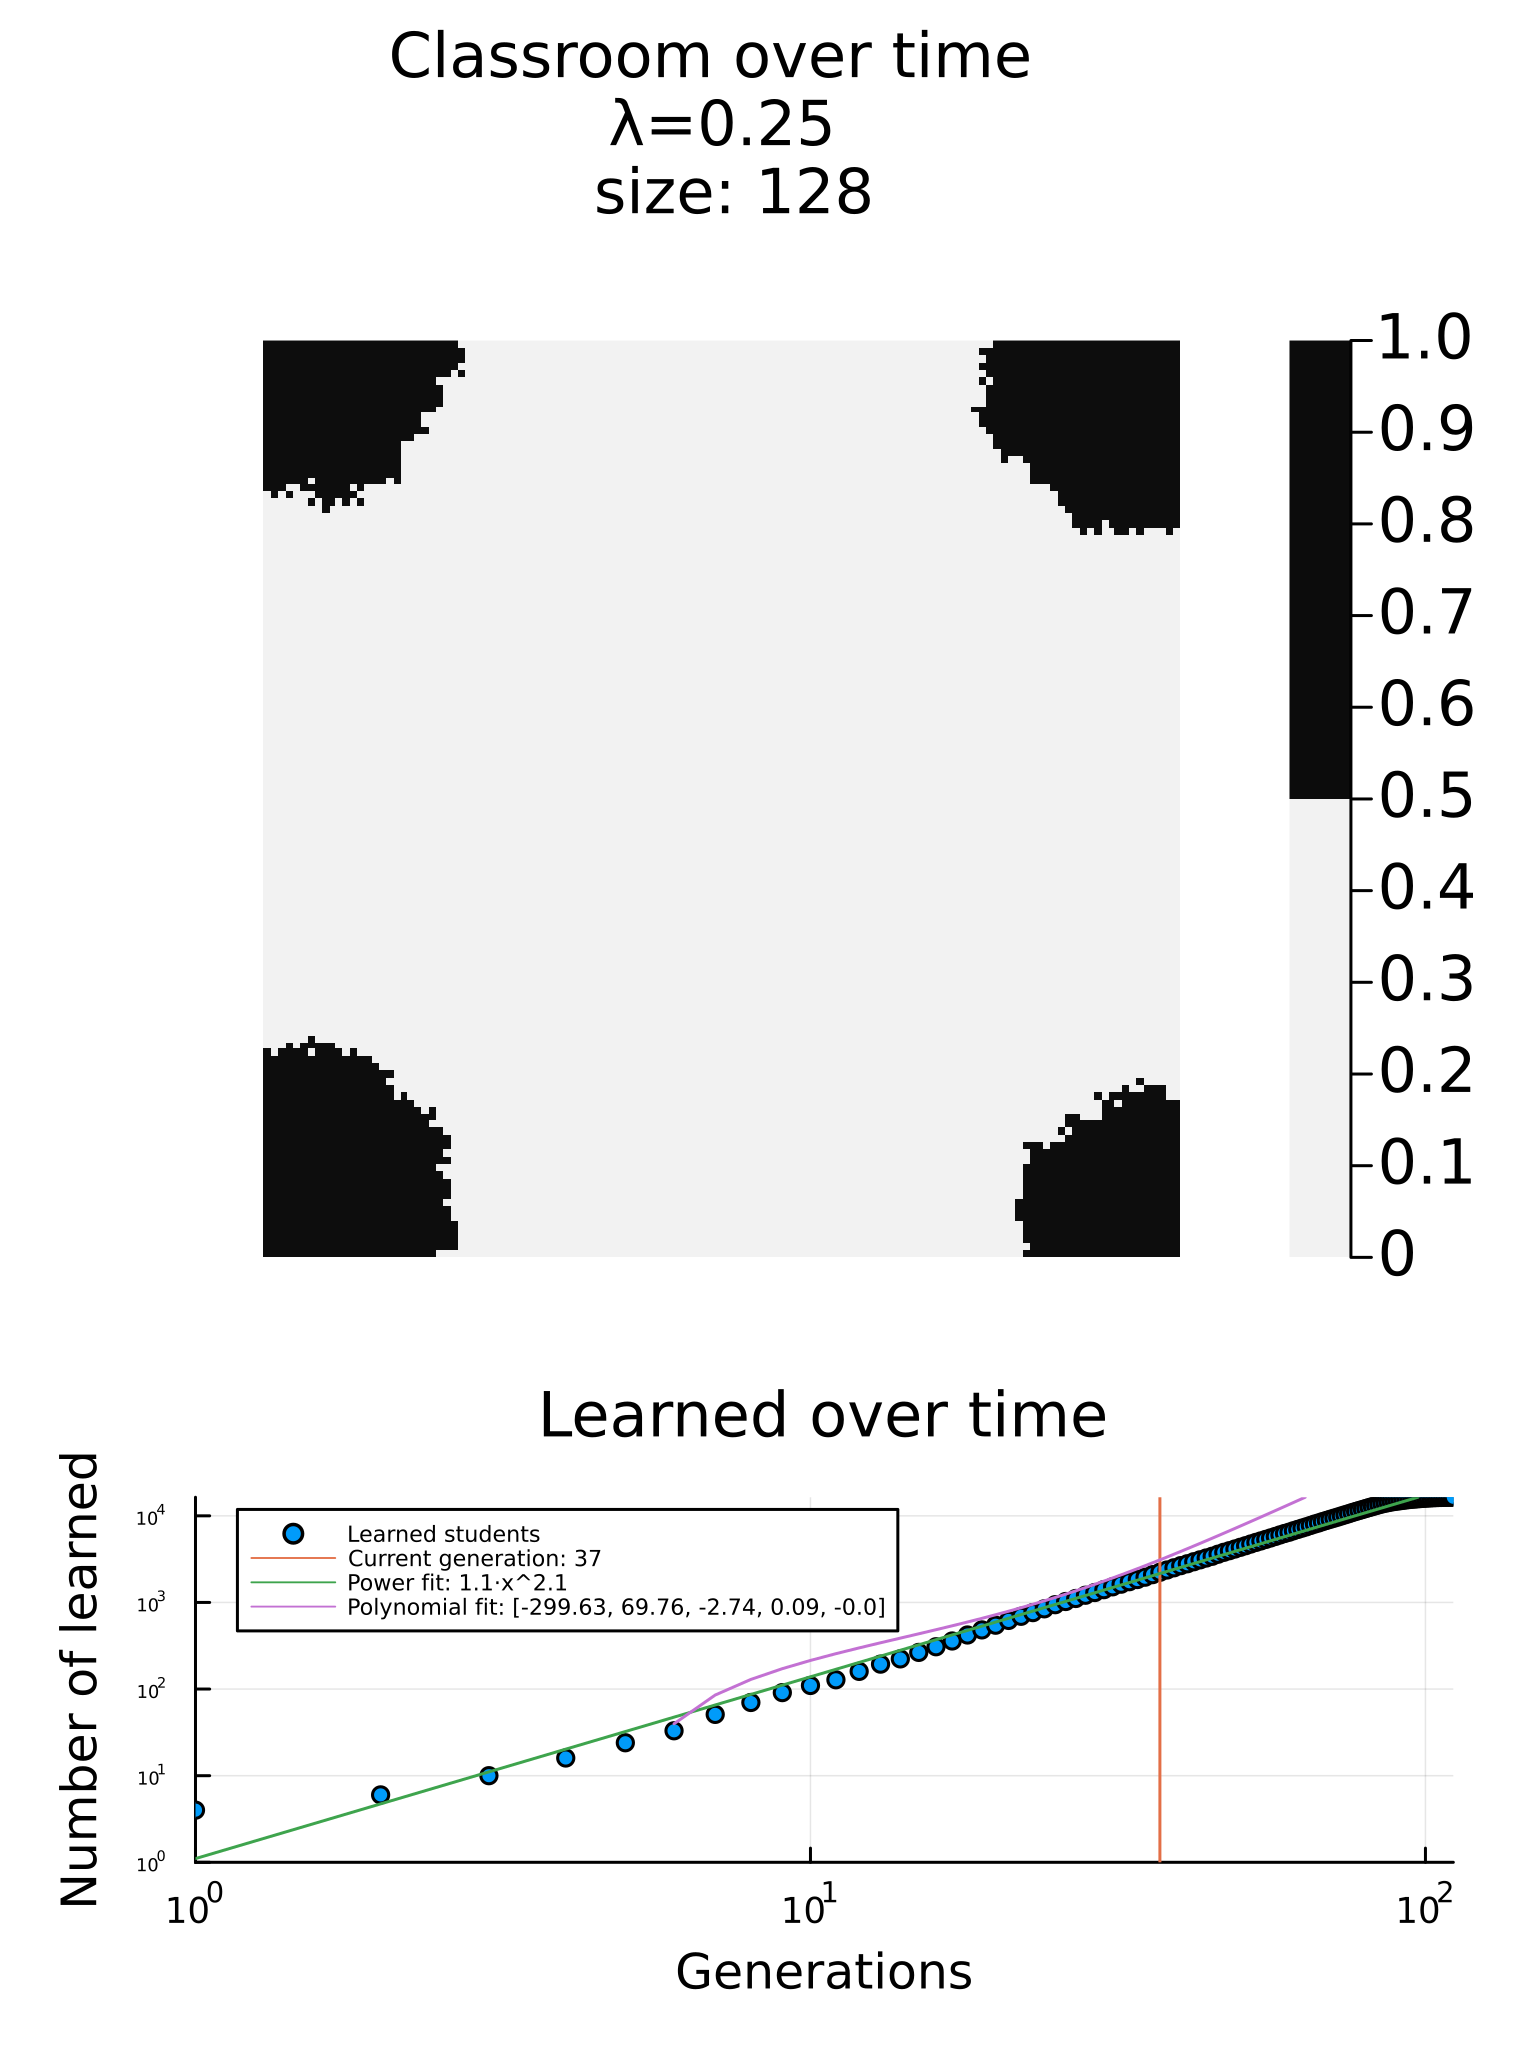 Classroom over time
λ=0.25
size: 128
1.0
0.9
0.8
0.7
0.6
0.5
0.4
0.3
0.2
0.1
0
Learned over time
Number of learned
10^4
10^3
10^2
10^1
10^0
Learned students
Current generation: 37
Power fit: 1.1·x^2.1
Polynomial fit: [-299.63, 69.76, -2.74, 0.09, -0.0]
10^0 10^1 10^2
Generations